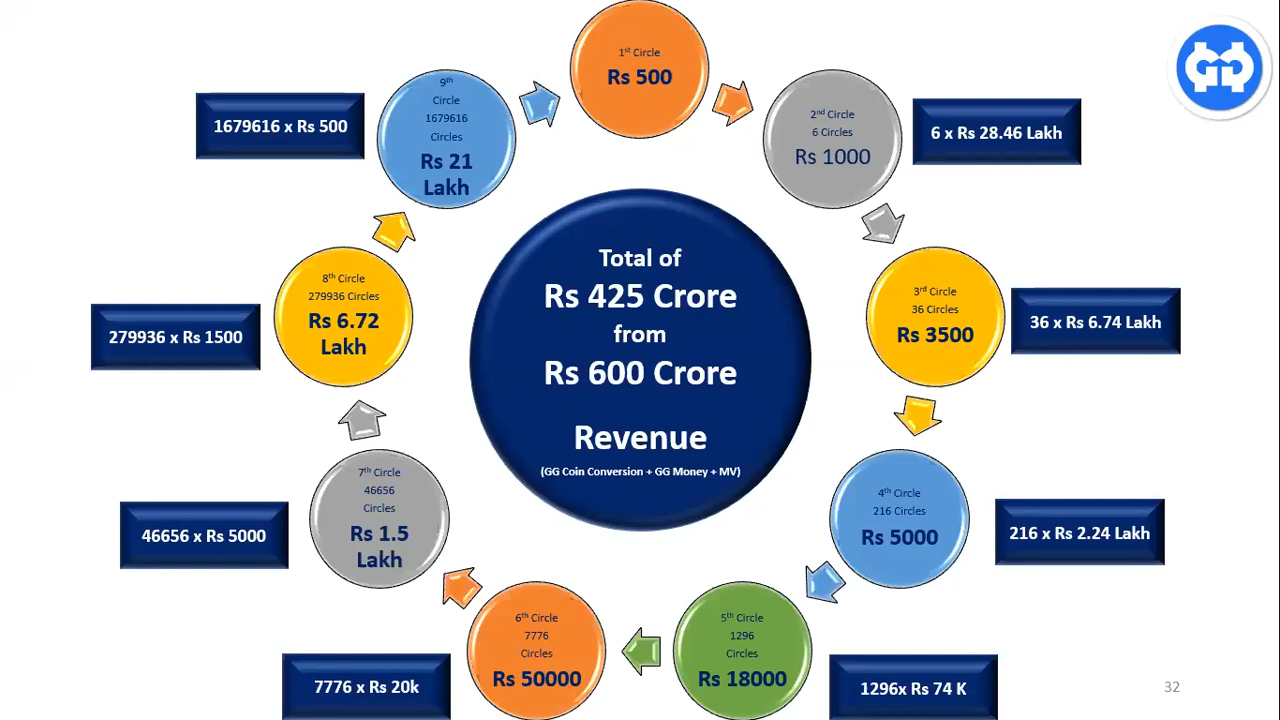 1st Circle
Rs 500
2nd Circle
6 Circles
Rs 1000
6 x Rs 28.46 Lakh
3rd Circle
36 Circles
Rs 3500
36 x Rs 6.74 Lakh
4th Circle
216 Circles
Rs 5000
216 x Rs 2.24 Lakh
5th Circle
1296
Circles
Rs 18000
1296x Rs 74 K
6th Circle
7776
Circles
Rs 50000
7776 x Rs 20k
7th Circle
46656
Circles
Rs 1.5
Lakh
46656 x Rs 5000
8th Circle
279936 Circles
Rs 6.72
Lakh
279936 x Rs 1500
9th
Circle
1679616
Circles
Rs 21
Lakh
1679616 x Rs 500
Total of
Rs 425 Crore
from
Rs 600 Crore
Revenue
(GG Coin Conversion + GG Money + MV)
GG
32